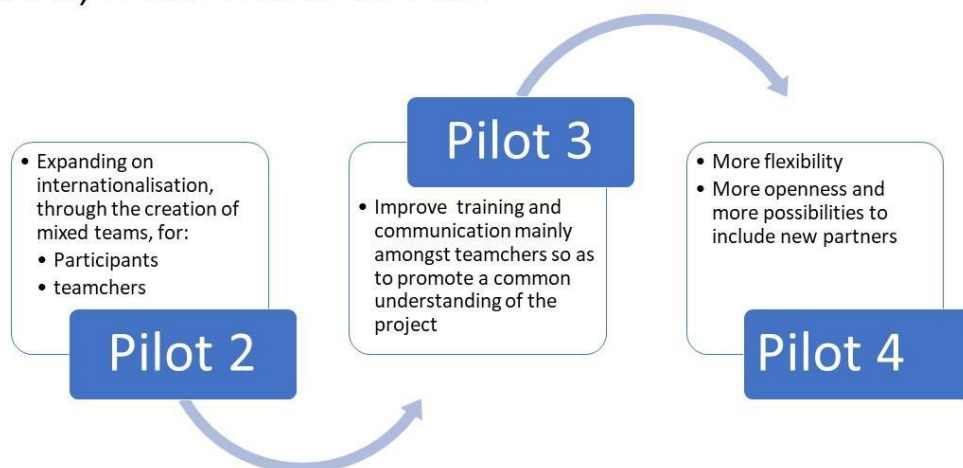 • Expanding on
internationalisation,
through the creation of
mixed teams, for:
• Participants
• teamchers
Pilot 2
Pilot 3
• Improve training and
communication mainly
amongst teamchers so as
to promote a common
understanding of the
project
• More flexibility
• More openness and
more possibilities to
include new partners
Pilot 4